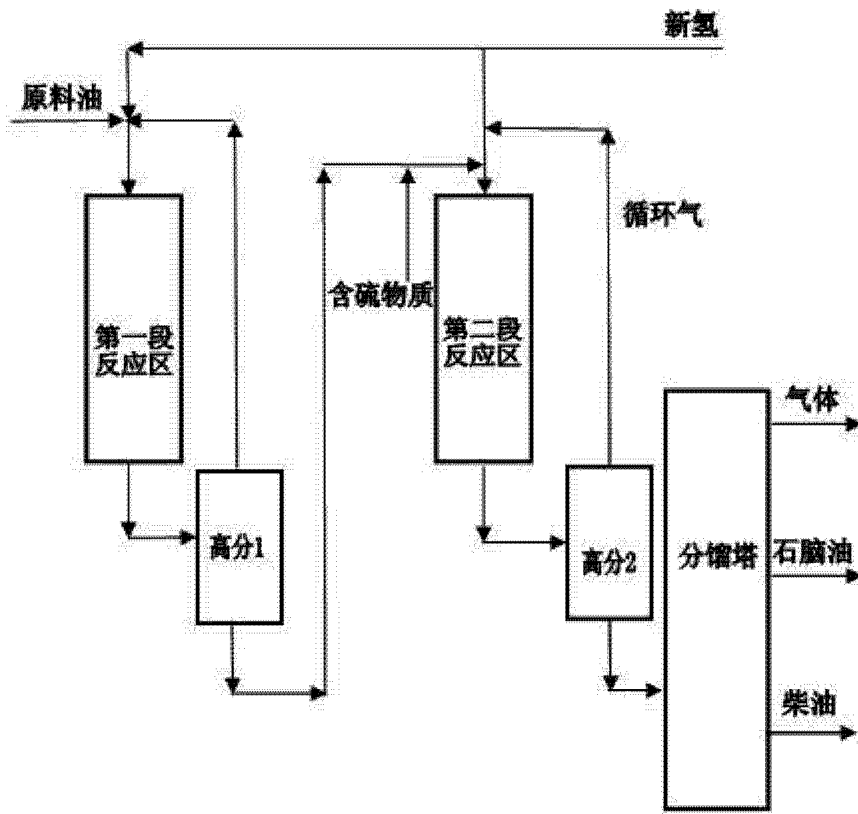 新氢
原料油
循环气
含硫物质
第一段
反应区
第二段
反应区
气体
高分1
高分2
分馏塔
石脑油
柴油